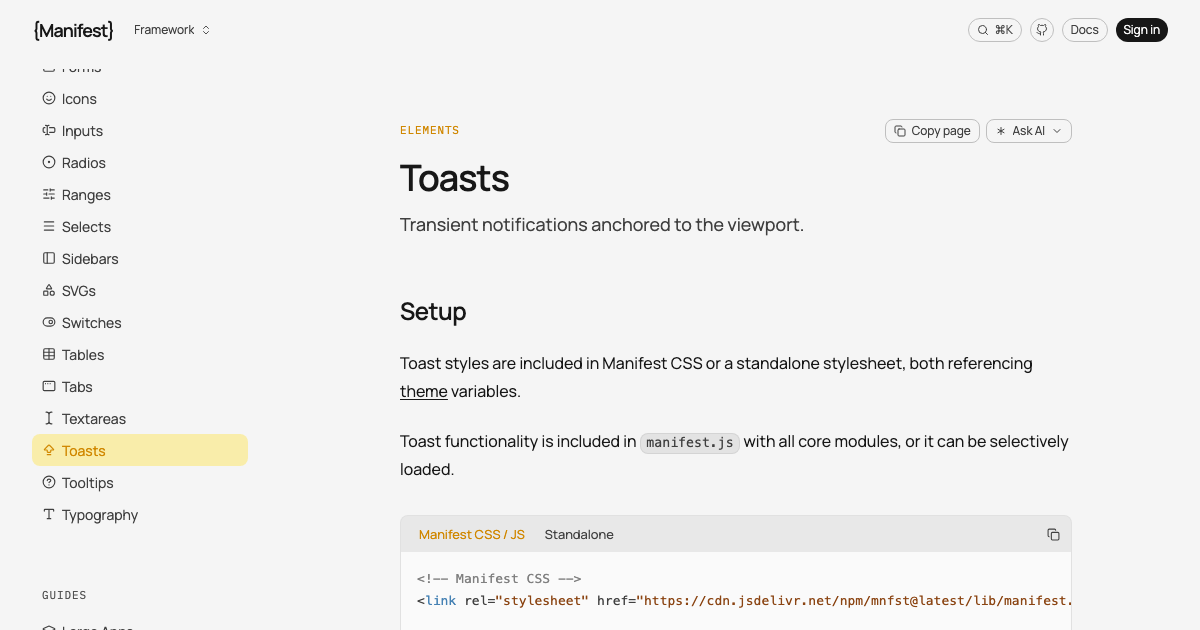 {Manifest}
Framework
⌘K
Docs
Sign in
Forms
Icons
Inputs
Radios
Ranges
Selects
Sidebars
SVGs
Switches
Tables
Tabs
Textareas
Toasts
Tooltips
Typography
GUIDES
Large Apps
ELEMENTS
Copy page
Ask AI
Toasts
Transient notifications anchored to the viewport.
Setup
Toast styles are included in Manifest CSS or a standalone stylesheet, both referencing
theme variables.
Toast functionality is included in manifest.js with all core modules, or it can be selectively
loaded.
Manifest CSS / JS
Standalone
<!-- Manifest CSS -->
<link rel="stylesheet" href="https://cdn.jsdelivr.net/npm/mnfst@latest/lib/manifest.